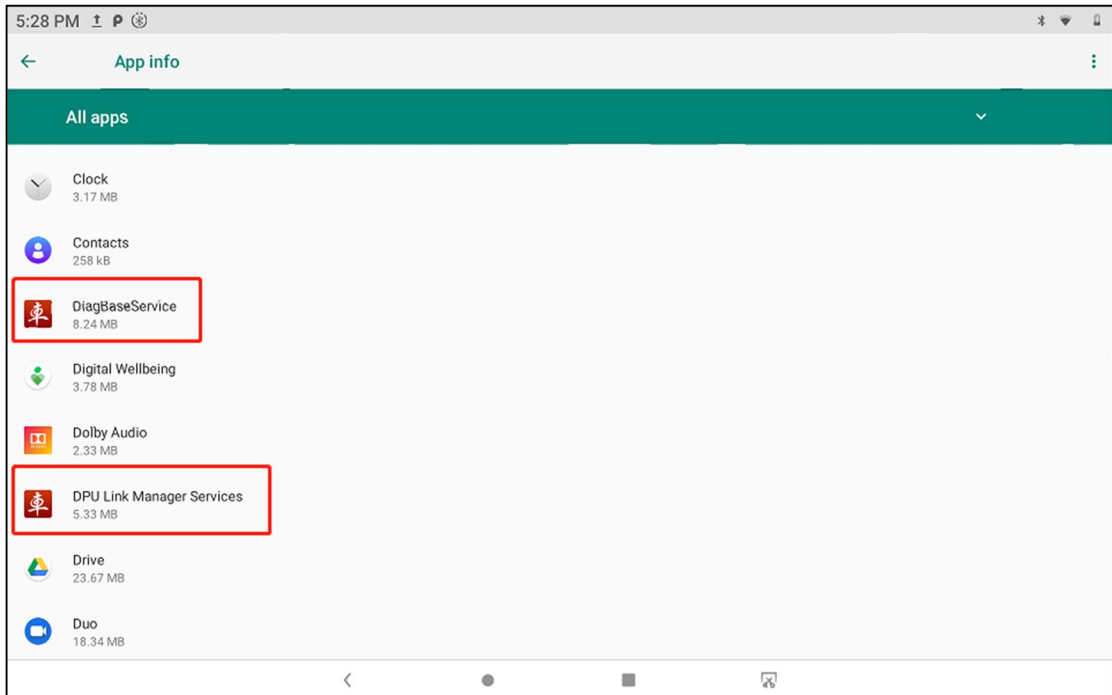 5:28 PM
App info
All apps
Clock
3.17 MB
Contacts
258 kB
車
DiagBaseService
8.24 MB
Digital Wellbeing
3.78 MB
Dolby Audio
2.33 MB
車
DPU Link Manager Services
5.33 MB
Drive
23.67 MB
Duo
18.34 MB